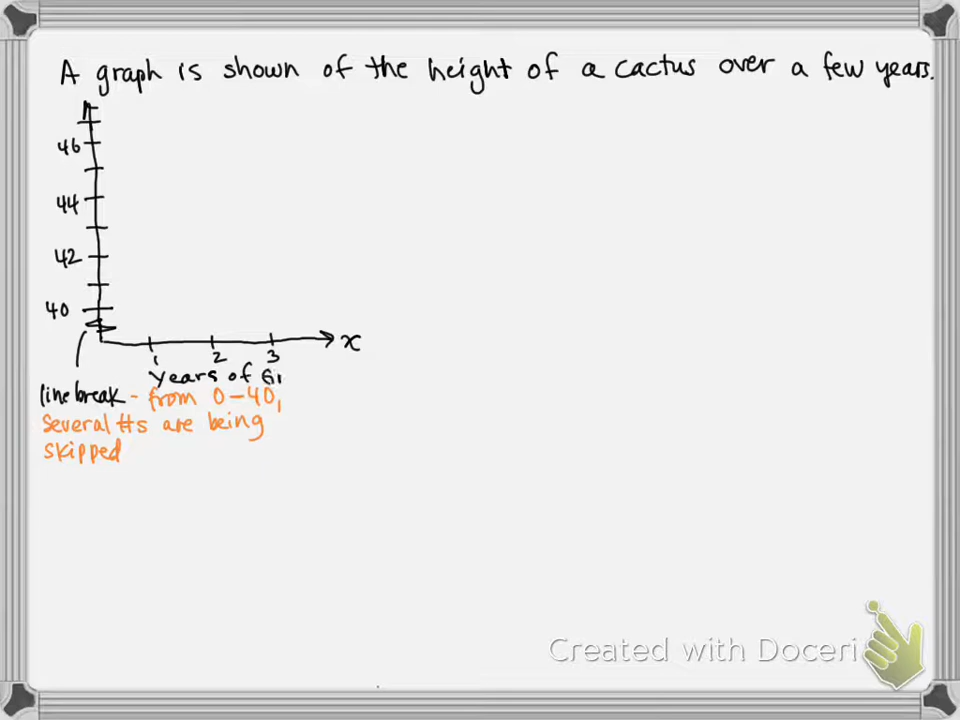 A graph is shown of the height of a cactus over a few years.
46
44
42
40
x
1 2 3
years of
line break - from 0-40,
several #s are being
skipped
Created with Doceri